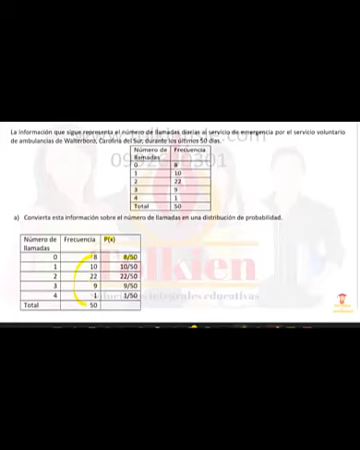 La información que sigue representa el número de llamadas diarias al servicio de emergencia por el servicio voluntario
de ambulancias de Walterboro, Carolina del Sur, durante los últimos 50 días.
Número de llamadas Frecuencia
0 8
1 10
2 22
3 9
4 1
Total 50
a) Convierta esta información sobre el número de llamadas en una distribución de probabilidad.
Número de llamadas Frecuencia P(x)
0 8 8/50
1 10 10/50
2 22 22/50
3 9 9/50
4 1 1/50
Total 50